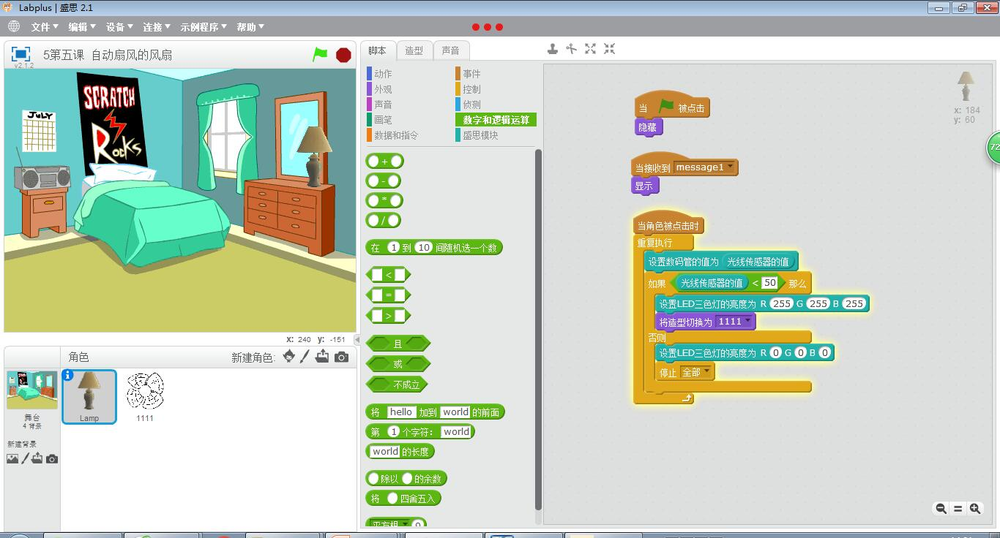 Labplus | 盛思 2.1
文件 编辑 设备 连接 示例程序 帮助
5第五课 自动扇风的风扇
v2.1.2
SCRATCH
ROCKS
JULY
x: 240 y: -151
角色
新建角色:
舞台
4 背景
新建背景
Lamp
1111
脚本 造型 声音
动作 事件
外观 控制
声音 侦测
画笔 数字和逻辑运算
数据和指令 盛思模块
+
-
*
/
在 1 到 10 间随机选一个数
<
=
>
且
或
不成立
将 hello 加到 world 的前面
第 1 个字符: world
world 的长度
除以 的余数
将 四舍五入
平方根 9
当 被点击
隐藏
当接收到 message1
显示
当角色被点击时
重复执行
设置数码管的值为 光线传感器的值
如果 光线传感器的值 < 50 那么
设置LED三色灯的亮度为 R 255 G 255 B 255
将造型切换为 1111
否则
设置LED三色灯的亮度为 R 0 G 0 B 0
停止 全部
x: 184
y: 60
72